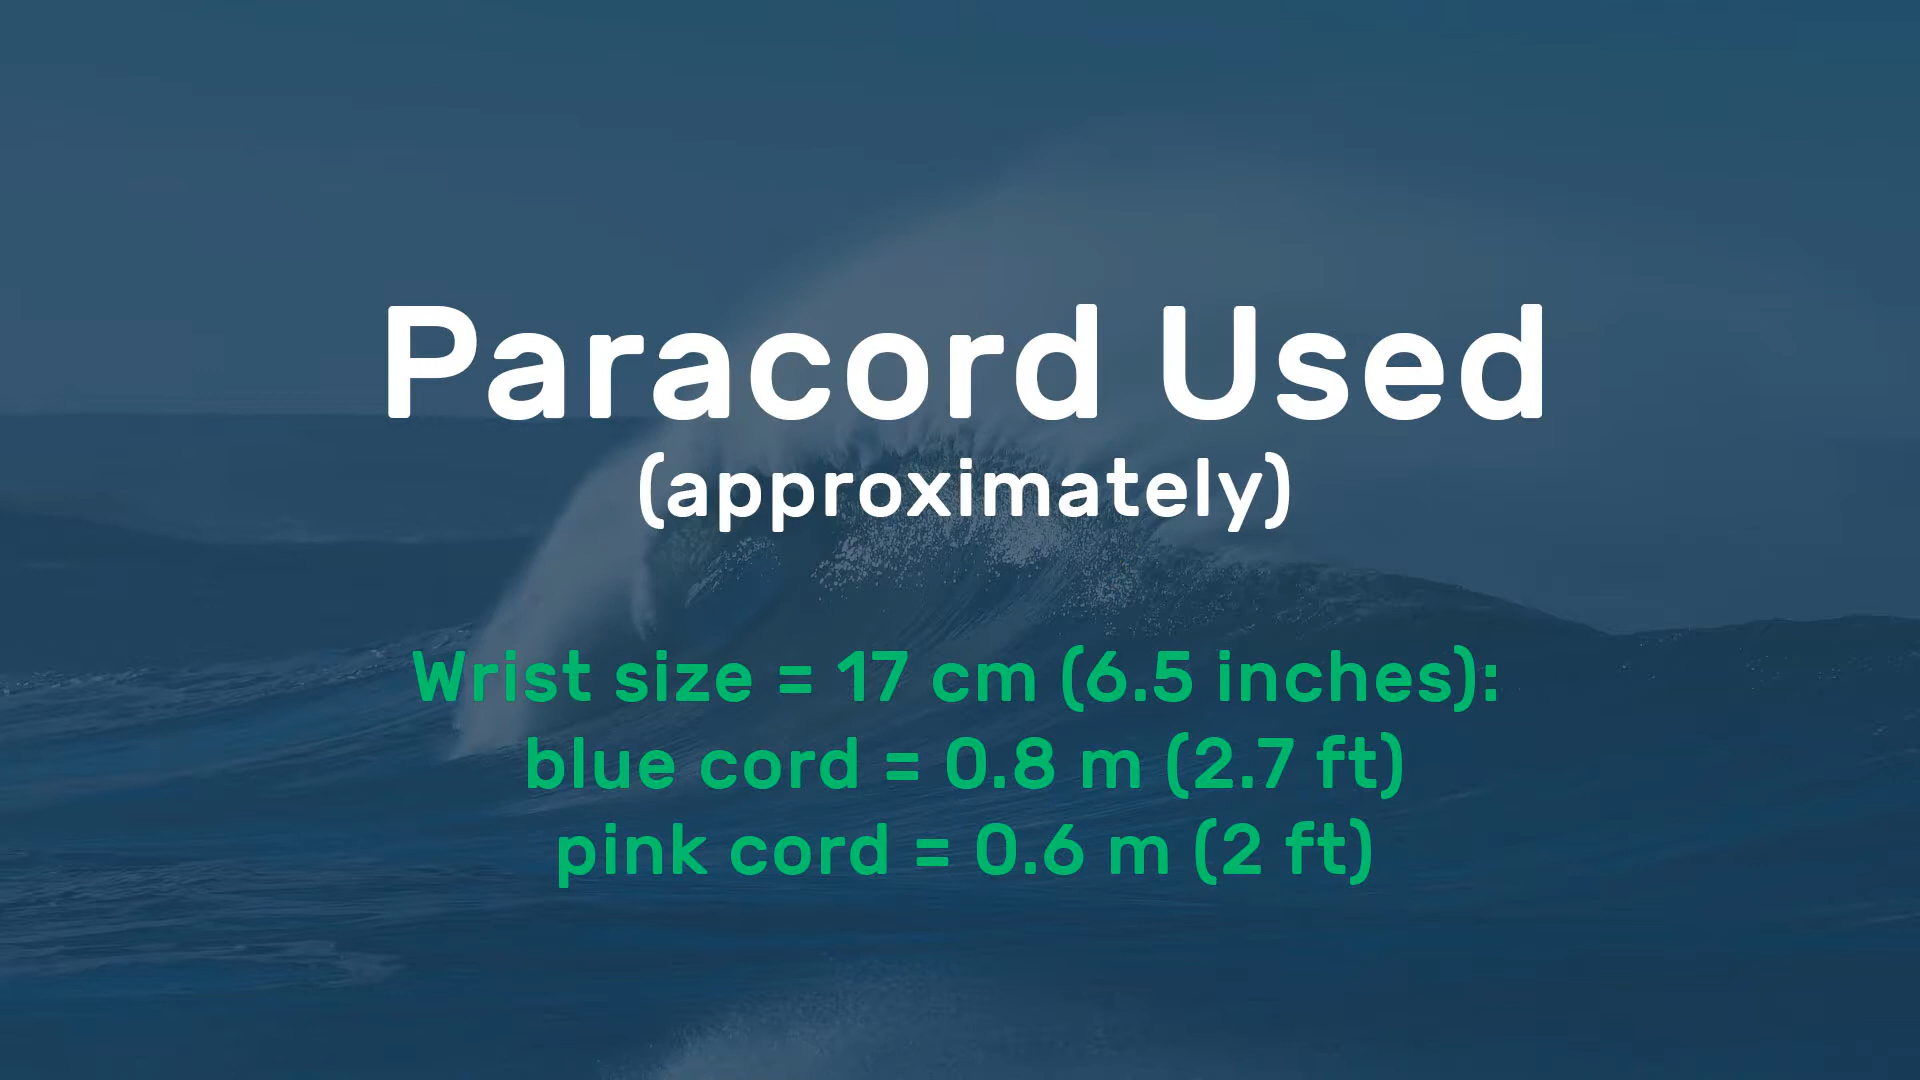 Paracord Used
(approximately)
Wrist size = 17 cm (6.5 inches):
blue cord = 0.8 m (2.7 ft)
pink cord = 0.6 m (2 ft)